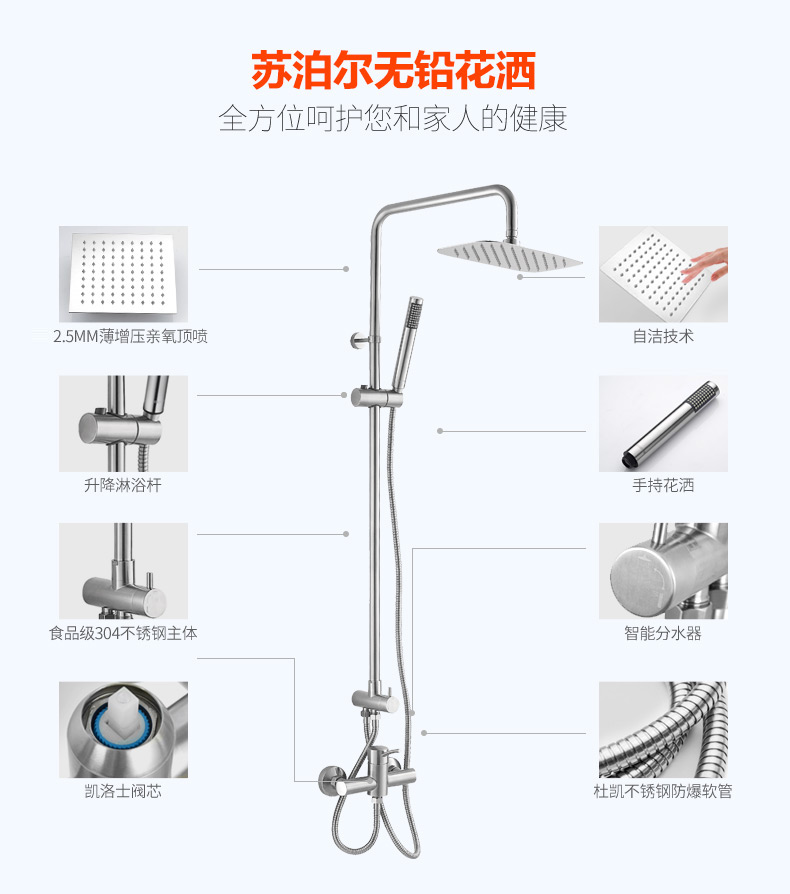 苏泊尔无铅花洒
全方位呵护您和家人的健康
2.5MM薄增压亲氧顶喷
自洁技术
升降淋浴杆
手持花洒
食品级304不锈钢主体
智能分水器
凯洛士阀芯
杜凯不锈钢防爆软管